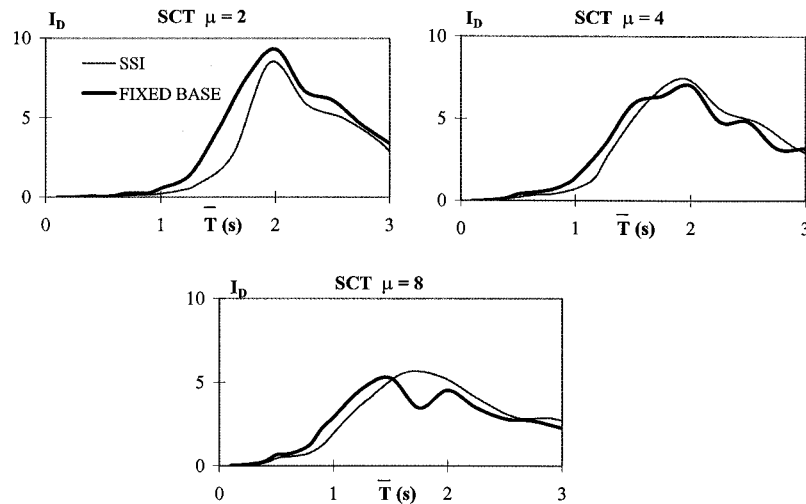 I_D SCT μ = 2
10
SSI
FIXED BASE
5
0
0 1 2 3
T̅ (s)
I_D SCT μ = 4
10
5
0
0 1 2 3
T̅ (s)
I_D SCT μ = 8
10
5
0
0 1 2 3
T̅ (s)